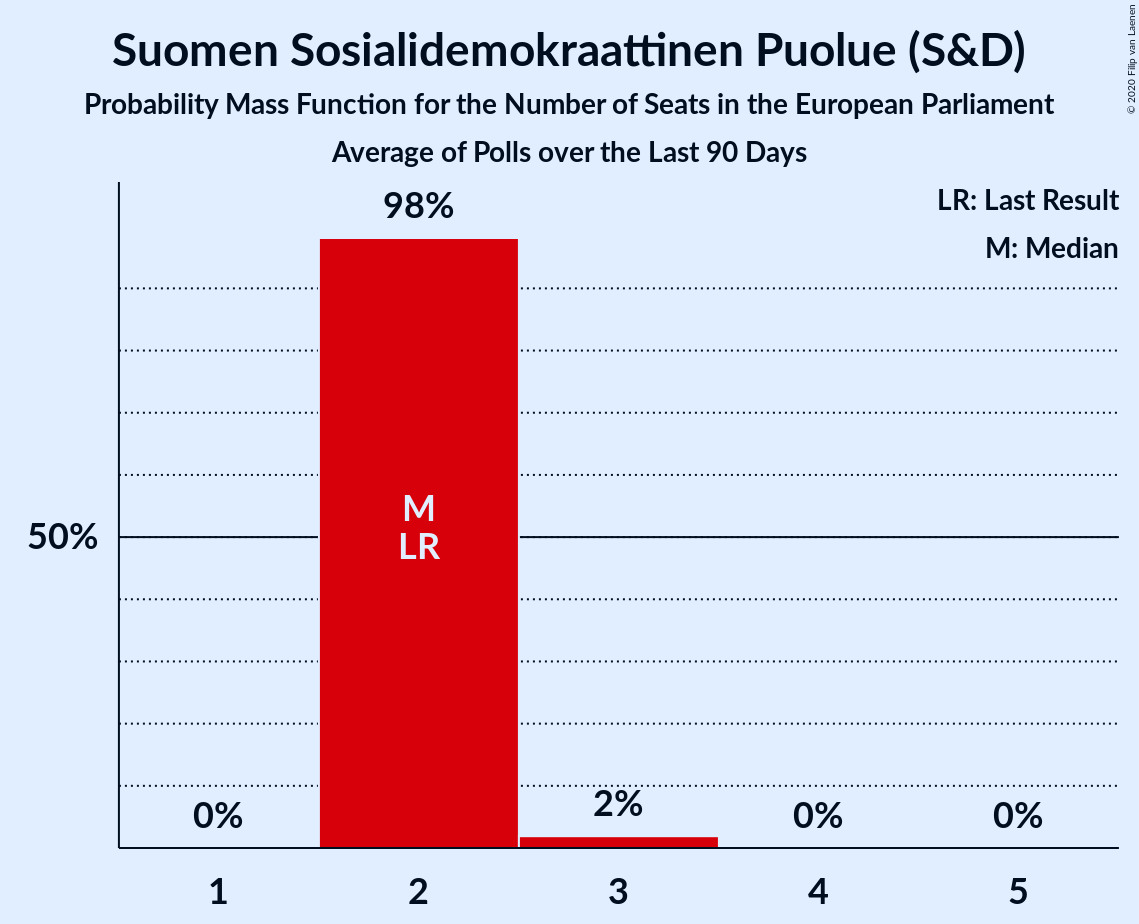 Suomen Sosialidemokraattinen Puolue (S&D)
Probability Mass Function for the Number of Seats in the European Parliament
Average of Polls over the Last 90 Days
© 2020 Filip van Laenen
98%
LR: Last Result
M: Median
M
LR
50%
0%
2%
0%
0%
1
2
3
4
5